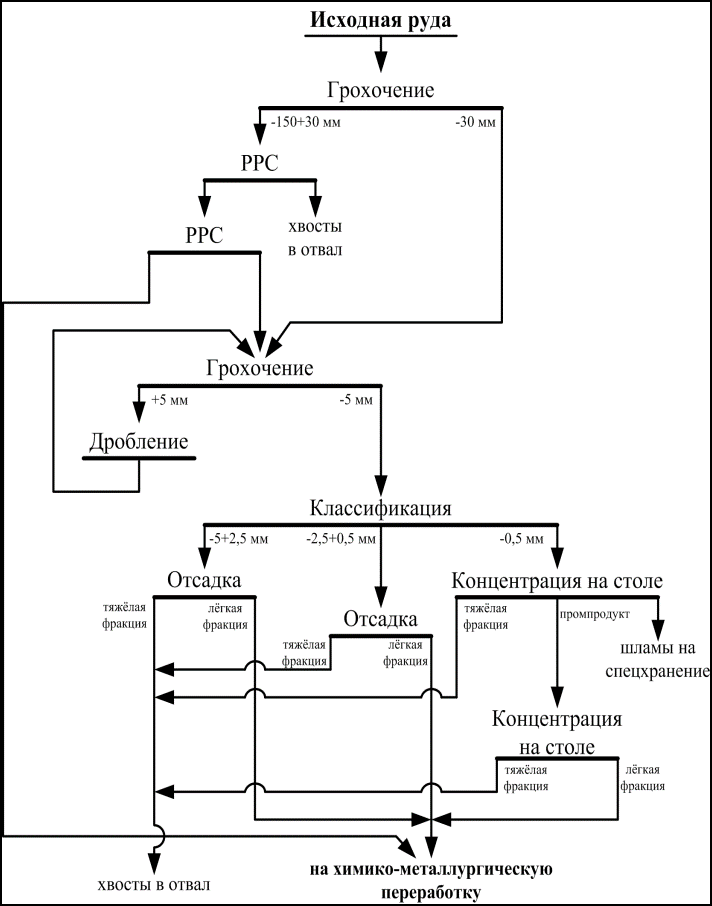 Исходная руда
Грохочение
-150+30 мм
-30 мм
РРС
РРС
хвосты
в отвал
Грохочение
+5 мм
-5 мм
Дробление
Классификация
-5+2,5 мм
-2,5+0,5 мм
-0,5 мм
Отсадка
тяжёлая
фракция
лёгкая
фракция
Отсадка
тяжёлая
фракция
лёгкая
фракция
Концентрация на столе
тяжёлая
фракция
промпродукт
шламы на
спецхранение
Концентрация
на столе
тяжёлая
фракция
лёгкая
фракция
хвосты в отвал
на химико-металлургическую
переработку